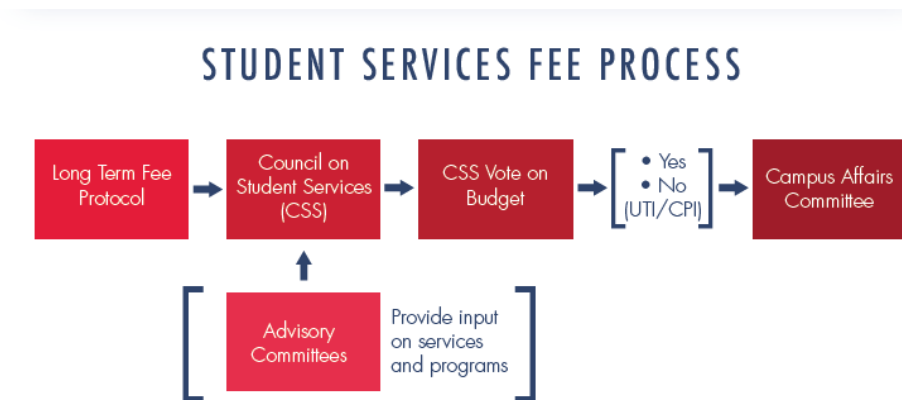 STUDENT SERVICES FEE PROCESS
Long Term Fee
Protocol
Council on
Student Services
(CSS)
CSS Vote on
Budget
• Yes
• No
(UTI/CPI)
Campus Affairs
Committee
Advisory
Committees
Provide input
on services
and programs